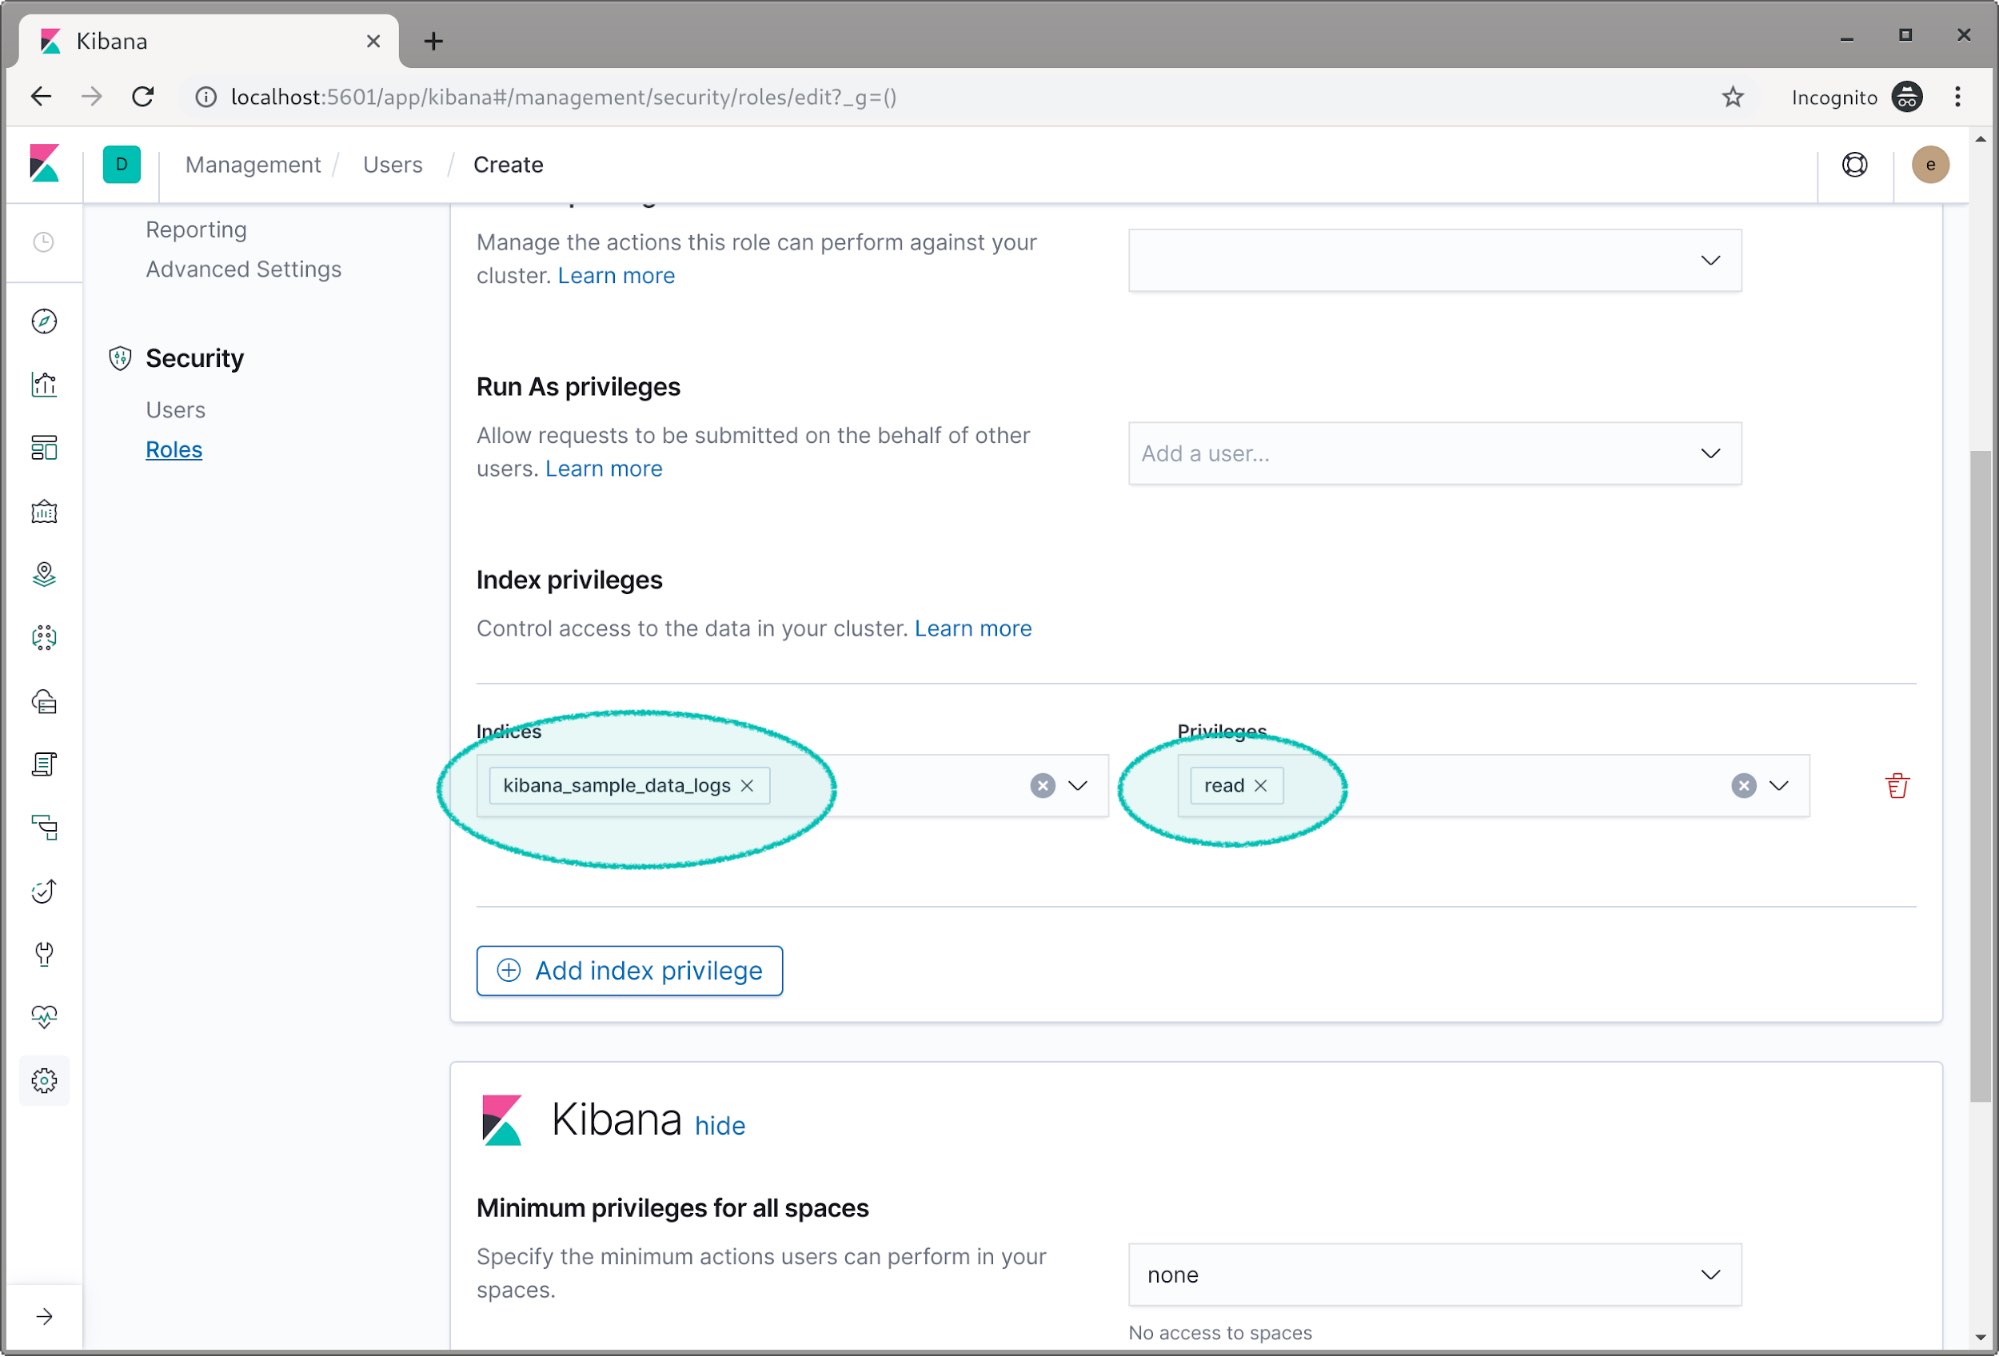 Kibana
localhost:5601/app/kibana#/management/security/roles/edit?_g=()
Incognito
D
Management / Users / Create
e
Reporting
Advanced Settings
Security
Users
Roles
Manage the actions this role can perform against your
cluster. Learn more
Run As privileges
Allow requests to be submitted on the behalf of other
users. Learn more
Add a user...
Index privileges
Control access to the data in your cluster. Learn more
Indices
Privileges
kibana_sample_data_logs
read
Add index privilege
Kibana hide
Minimum privileges for all spaces
Specify the minimum actions users can perform in your
spaces.
none
No access to spaces